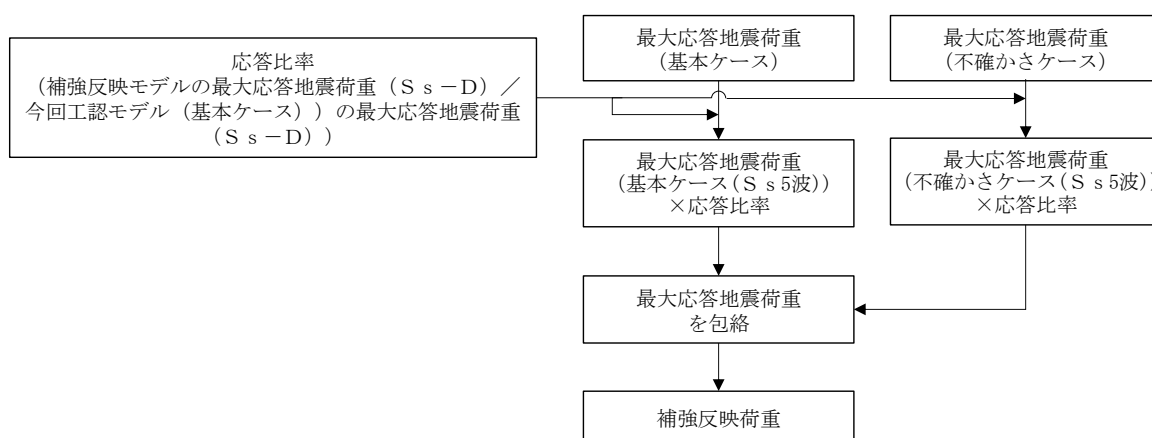 応答比率
(補強反映モデルの最大応答地震荷重(Ss-D)/
今回工認モデル(基本ケース))の最大応答地震荷重
(Ss-D))
最大応答地震荷重
(基本ケース)
最大応答地震荷重
(不確かさケース)
最大応答地震荷重
(基本ケース(Ss5波))
×応答比率
最大応答地震荷重
(不確かさケース(Ss5波))
×応答比率
最大応答地震荷重
を包絡
補強反映荷重